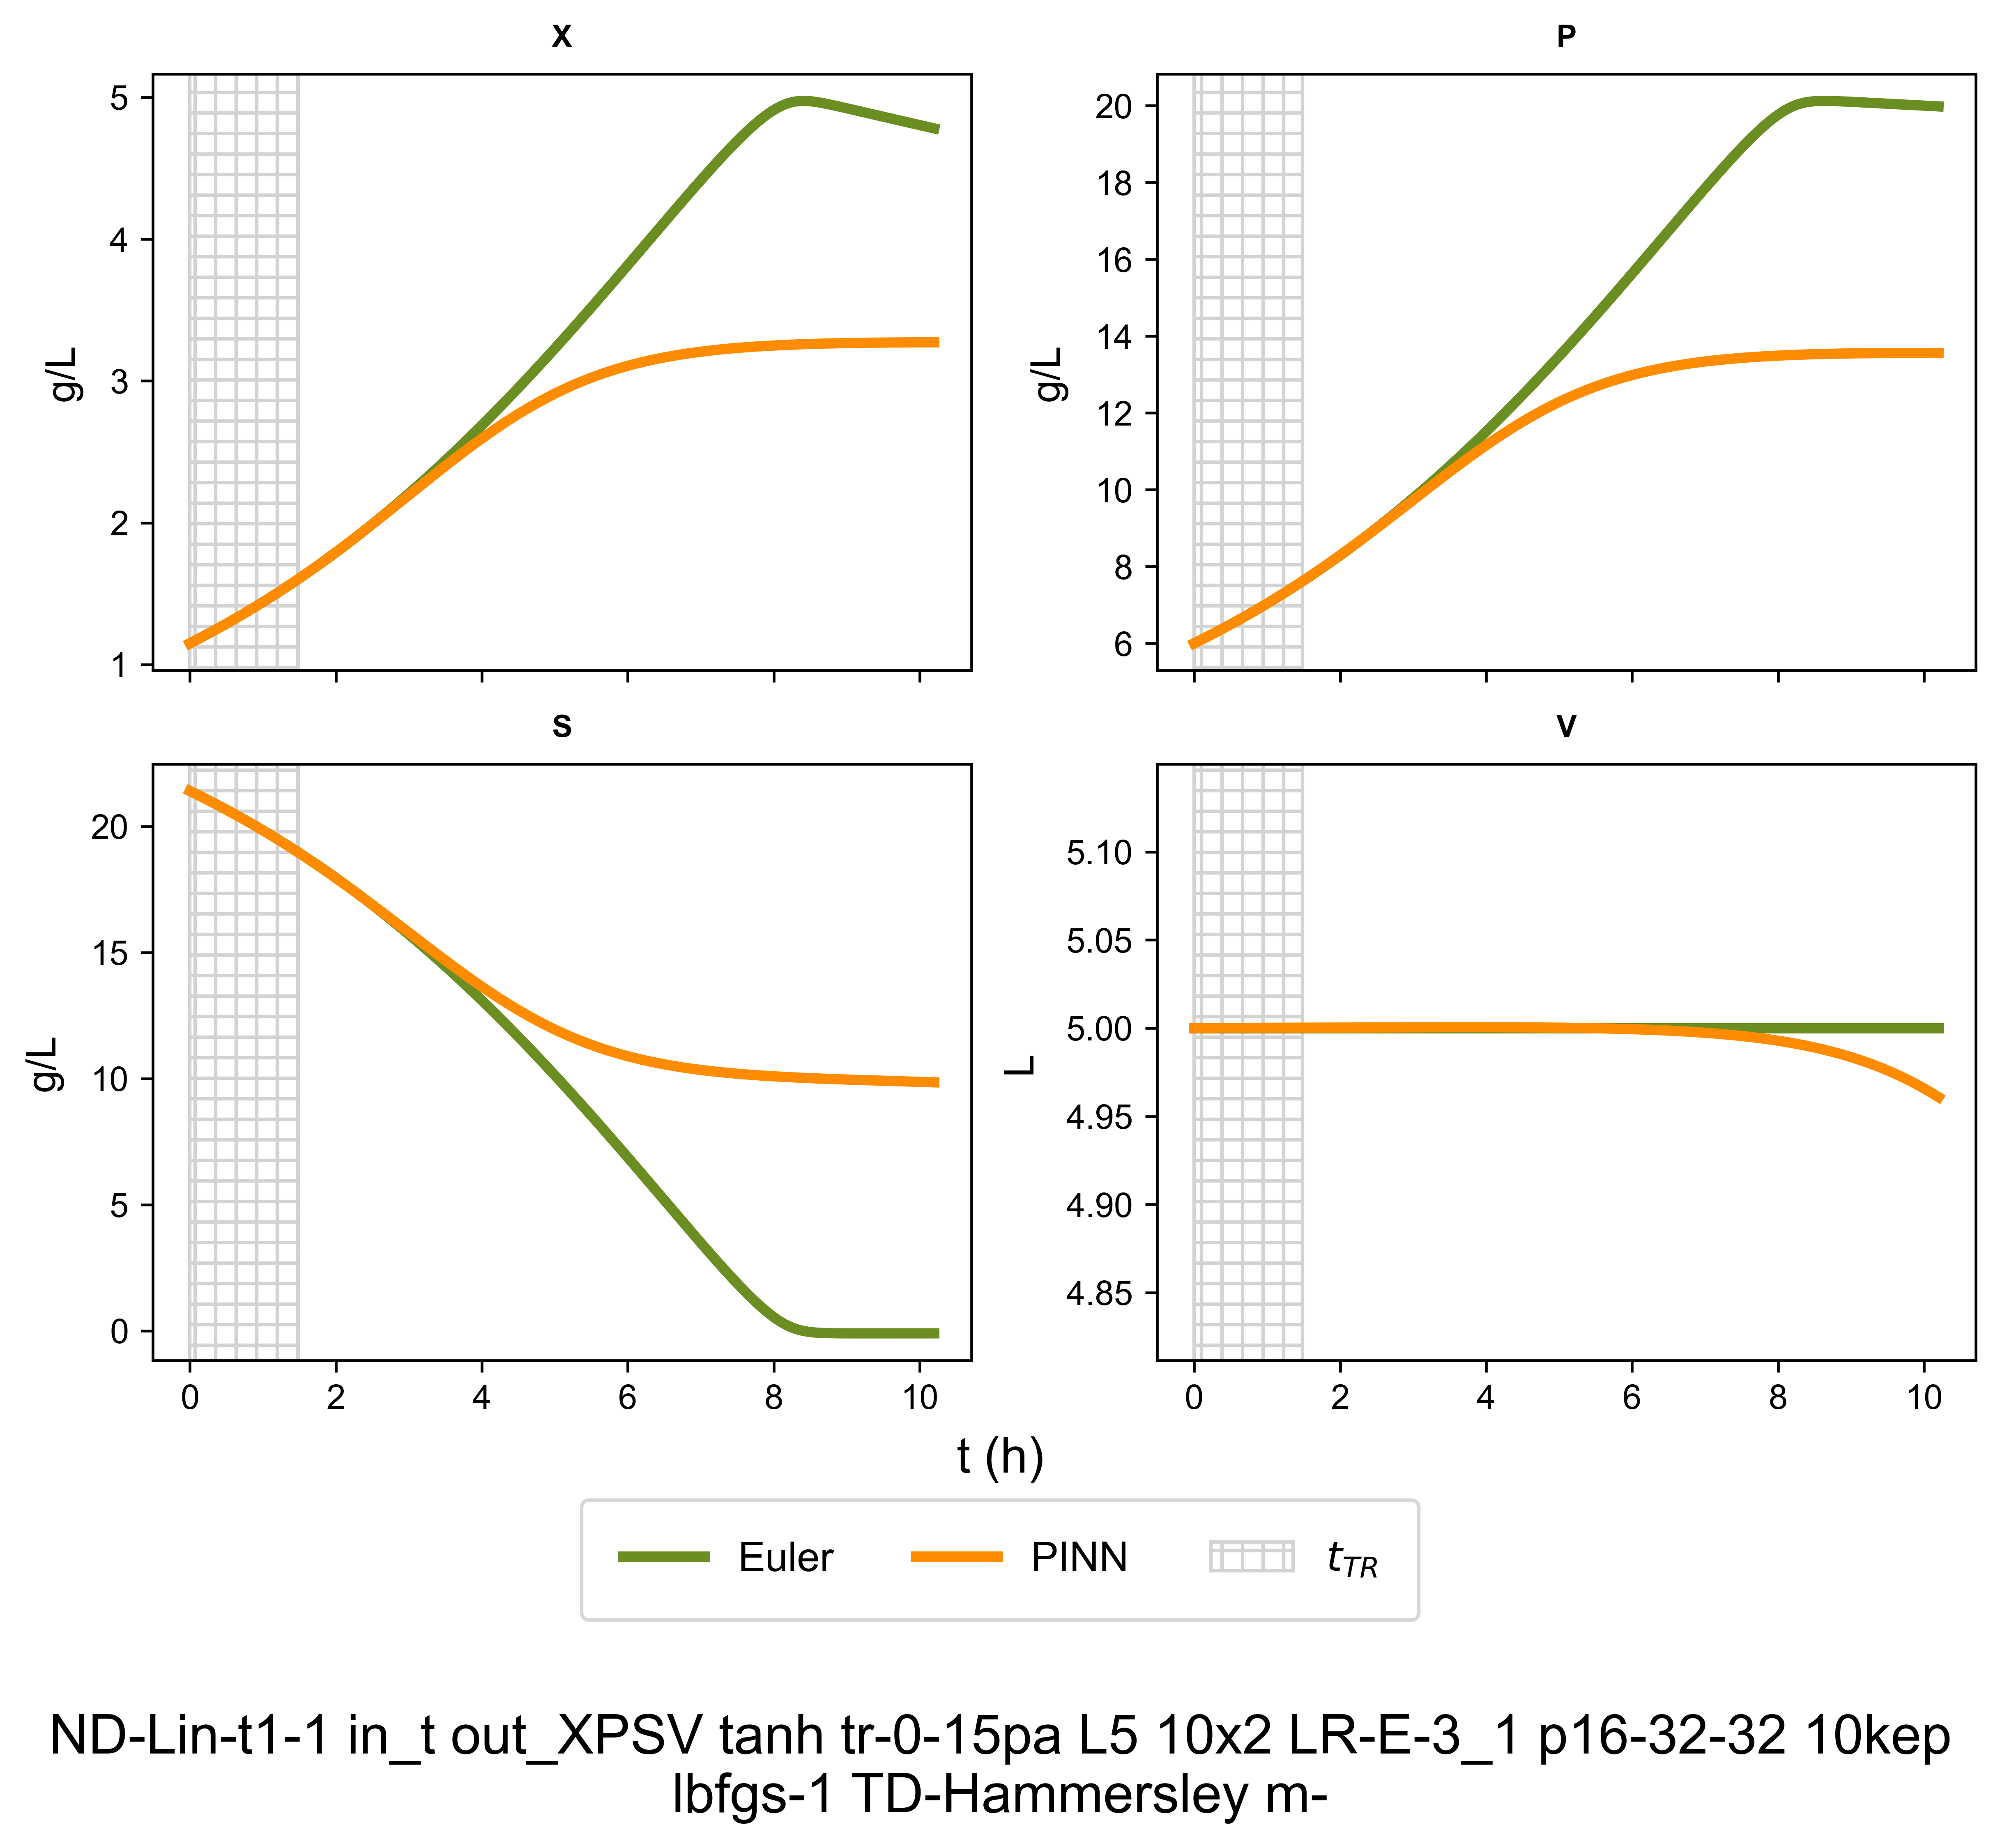 X
5
4
3
2
1
g/L
P
20
18
16
14
12
10
8
6
g/L
S
20
15
10
5
0
g/L
0 2 4 6 8 10
V
5.10
5.05
5.00
4.95
4.90
4.85
L
0 2 4 6 8 10
t (h)
Euler PINN t_TR
ND-Lin-t1-1 in_t out_XPSV tanh tr-0-15pa L5 10x2 LR-E-3_1 p16-32-32 10kep
lbfgs-1 TD-Hammersley m-